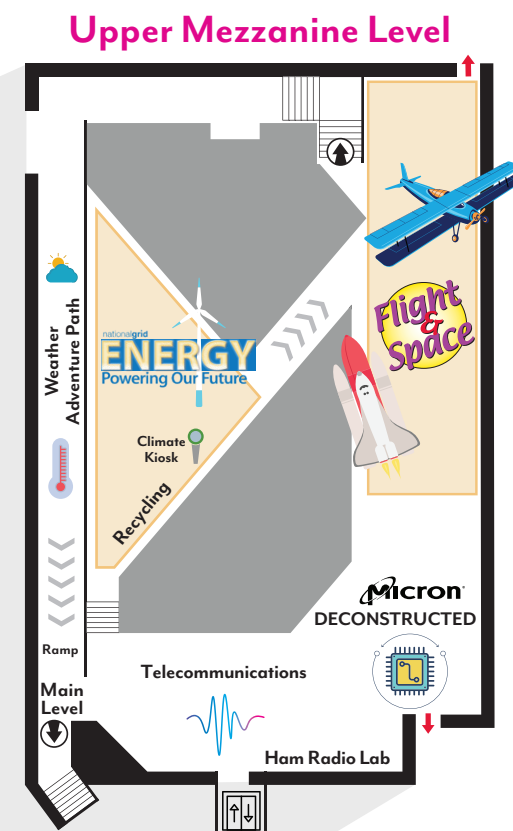 Upper Mezzanine Level
Flight
&
Space
Weather
Adventure Path
nationalgrid
ENERGY
Powering Our Future
Climate
Kiosk
Recycling
Micron
DECONSTRUCTED
Ramp
Telecommunications
Main
Level
Ham Radio Lab